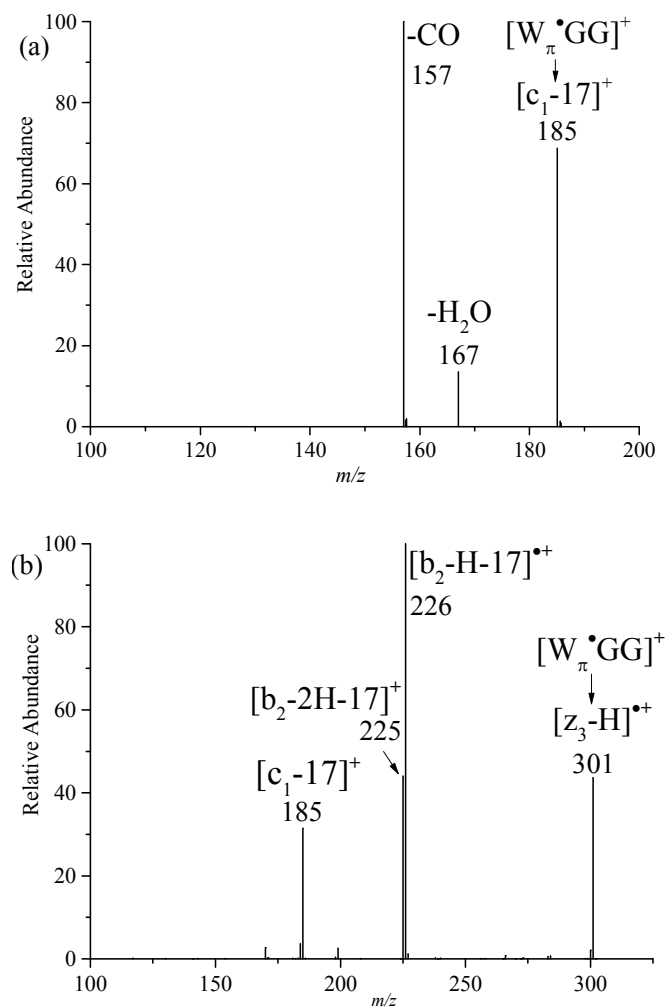 (a)
-CO
157
[Wπ•GG]⁺
[c₁-17]⁺
185
-H₂O
167
Relative Abundance
100
80
60
40
20
0
100 120 140 160 180 200
m/z
(b)
[b₂-H-17]•⁺
226
[Wπ•GG]⁺
[b₂-2H-17]⁺
225
[z₃-H]•⁺
301
[c₁-17]⁺
185
Relative Abundance
100
80
60
40
20
0
100 150 200 250 300
m/z